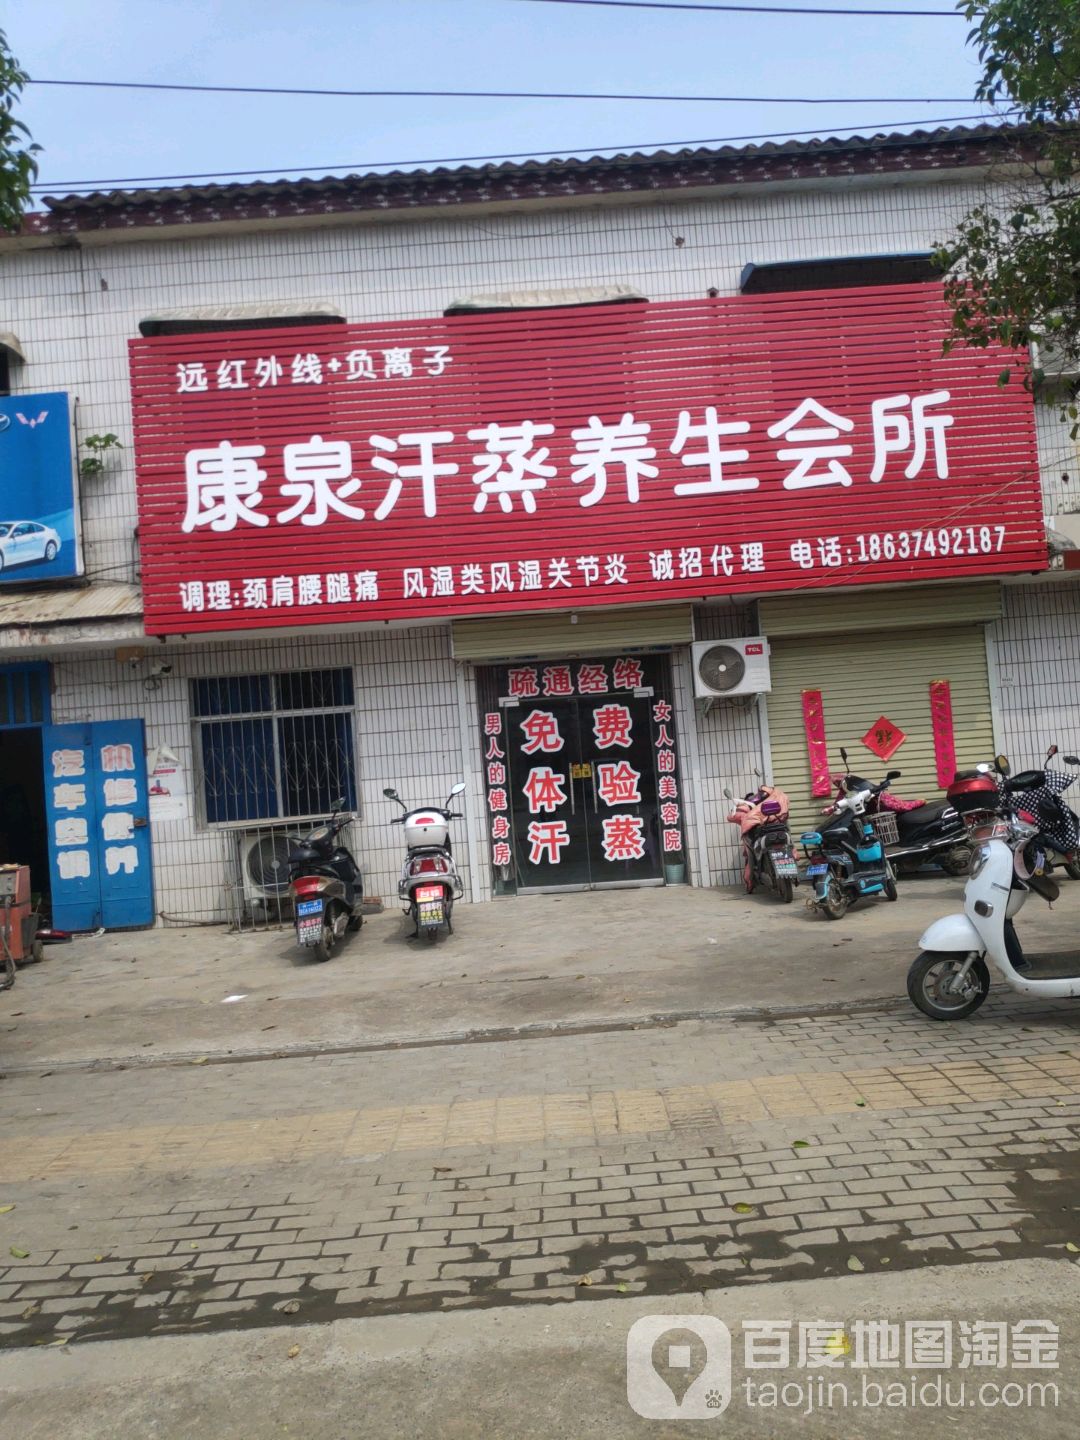 远红外线+负离子
康泉汗蒸养生会所
调理:颈肩腰腿痛 风湿类风湿关节炎 诚招代理 电话:18637492187
疏通经络
男人的健身房
免费
体验
汗蒸
女人的美容院
汽车空调
机修保养
TCL
百度地图淘金
taojin.baidu.com